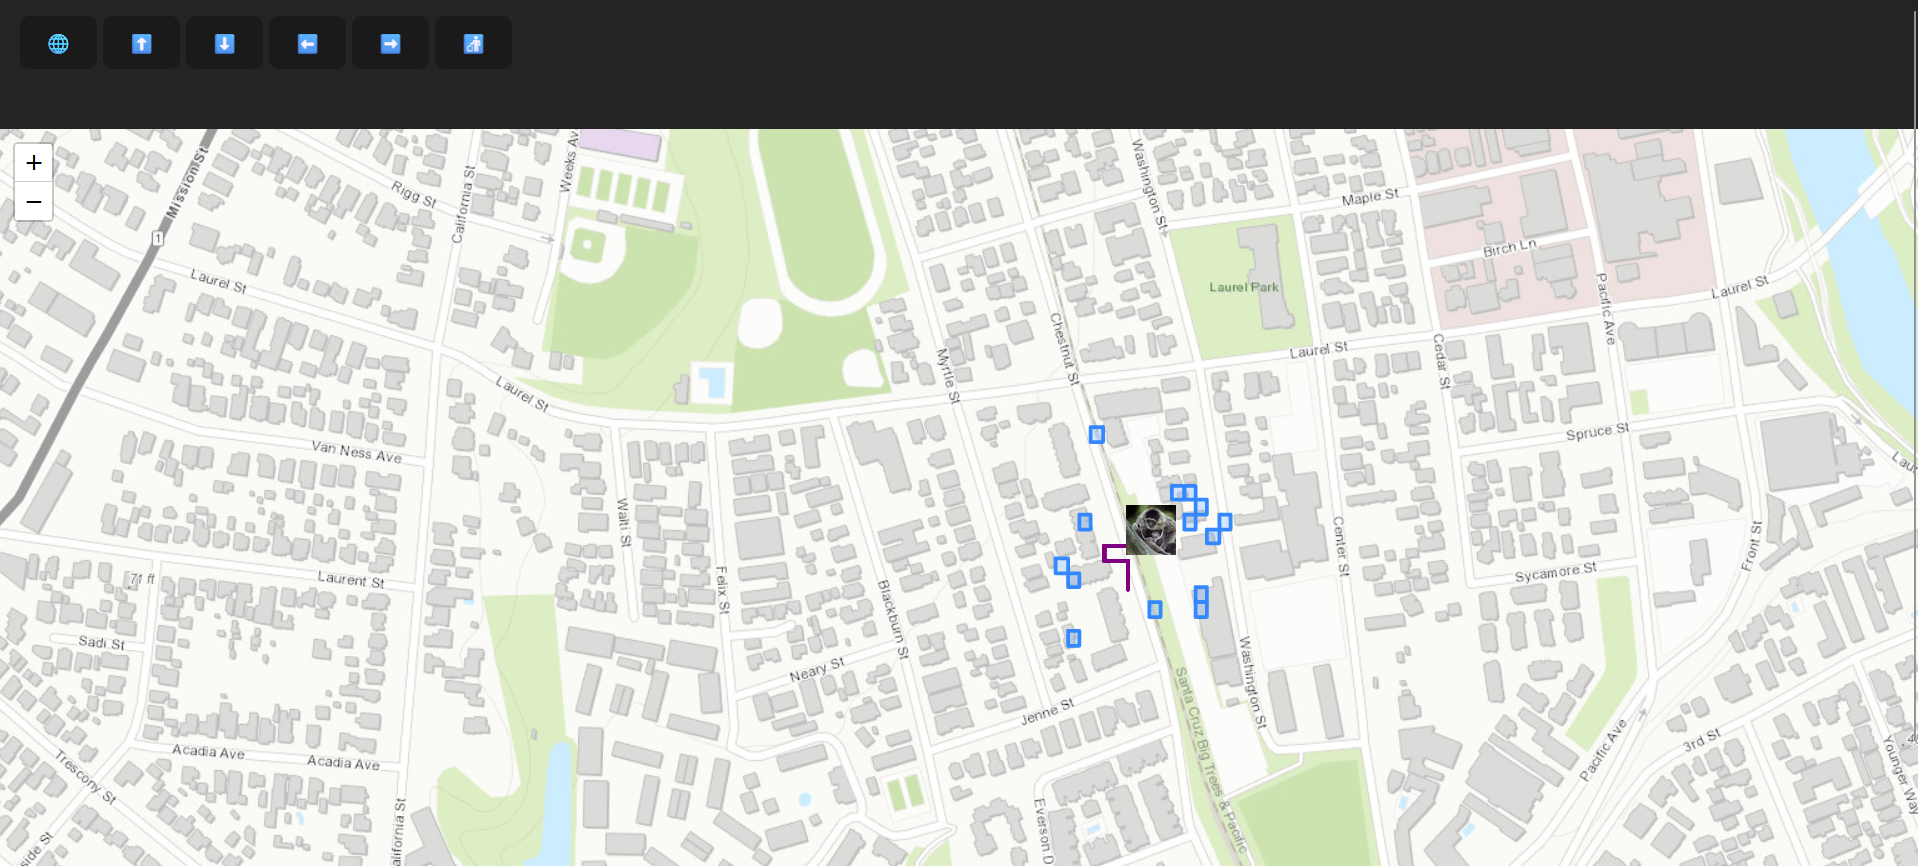 +
−
Mission St
1
Rigg St
California St
Weeks Av
Laurel St
Washington St
Maple St
Birch Ln
Laurel Park
Pacific Ave
Laurel St
Chestnut St
Myrtle St
Laurel St
Cedar St
Laurel St
Van Ness Ave
Spruce St
Walti St
Center St
Front St
71 ft
Laurent St
Felix St
Blackburn St
Sycamore St
Sadi St
Neary St
Washington St
Jenne St
Santa Cruz Big Trees & Pacific
Acadia Ave
Acadia Ave
Trescony St
Pacific Ave
3rd St
Younger Way
Everson D
alifornia St
side St